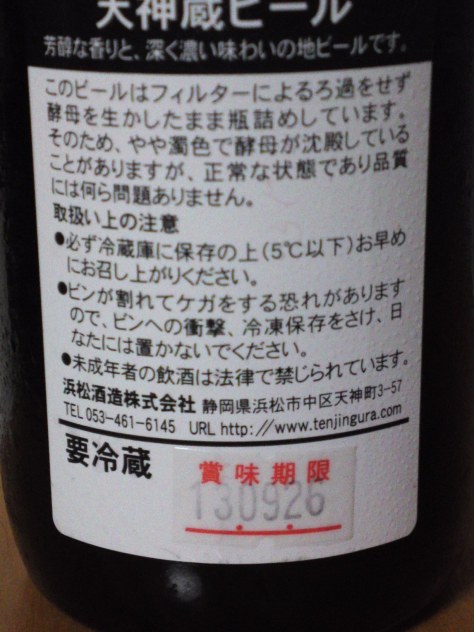 天神蔵ビール
芳醇な香りと、深く濃い味わいの地ビールです。
このビールはフィルターによるろ過をせず
酵母を生かしたまま瓶詰めしています。
そのため、やや濁色で酵母が沈殿している
ことがありますが、正常な状態であり品質
には何ら問題ありません。
取扱い上の注意
●必ず冷蔵庫に保存の上(5℃以下)お早め
にお召し上がりください。
●ビンが割れてケガをする恐れがあります
ので、ビンへの衝撃、冷凍保存をさけ、日
なたには置かないでください。
●未成年者の飲酒は法律で禁じられています。
浜松酒造株式会社 静岡県浜松市中区天神町3-57
TEL 053-461-6145 URL http://www.tenjingura.com
要冷蔵
賞味期限
130926